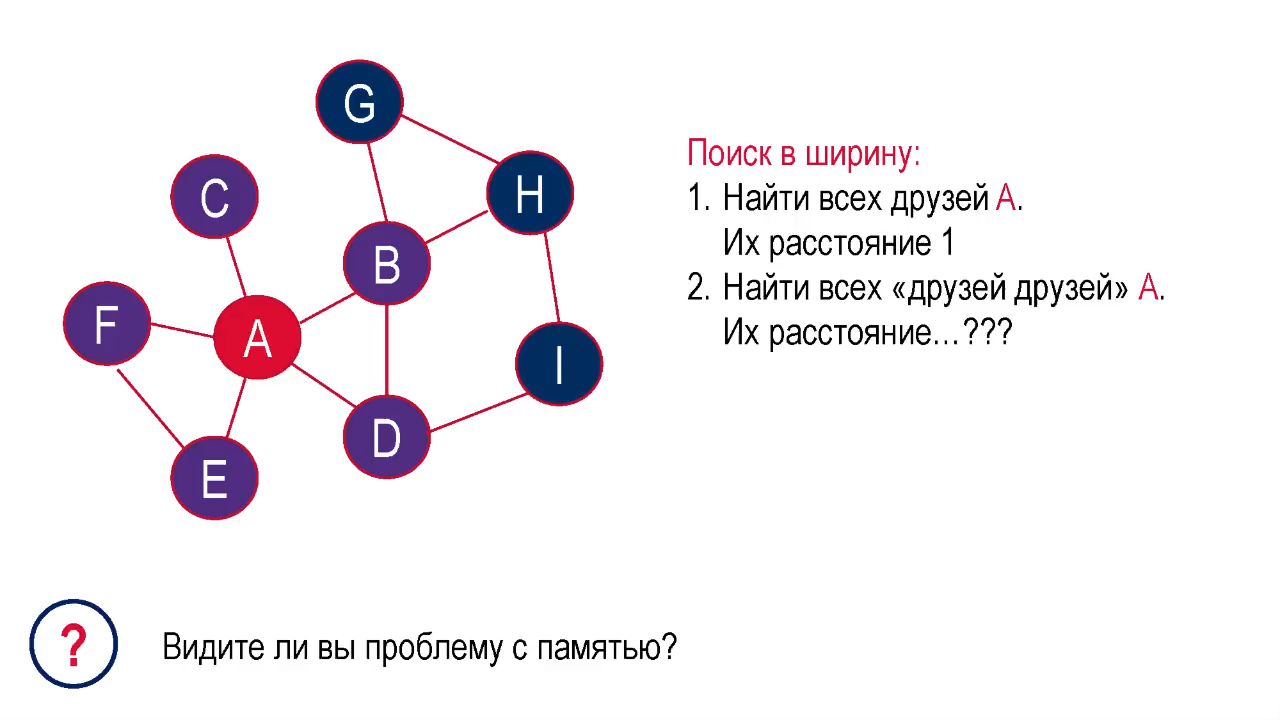 G
C
H
B
F
A
I
D
E
Поиск в ширину:
1. Найти всех друзей А.
Их расстояние 1
2. Найти всех «друзей друзей» А.
Их расстояние…???
?
Видите ли вы проблему с памятью?